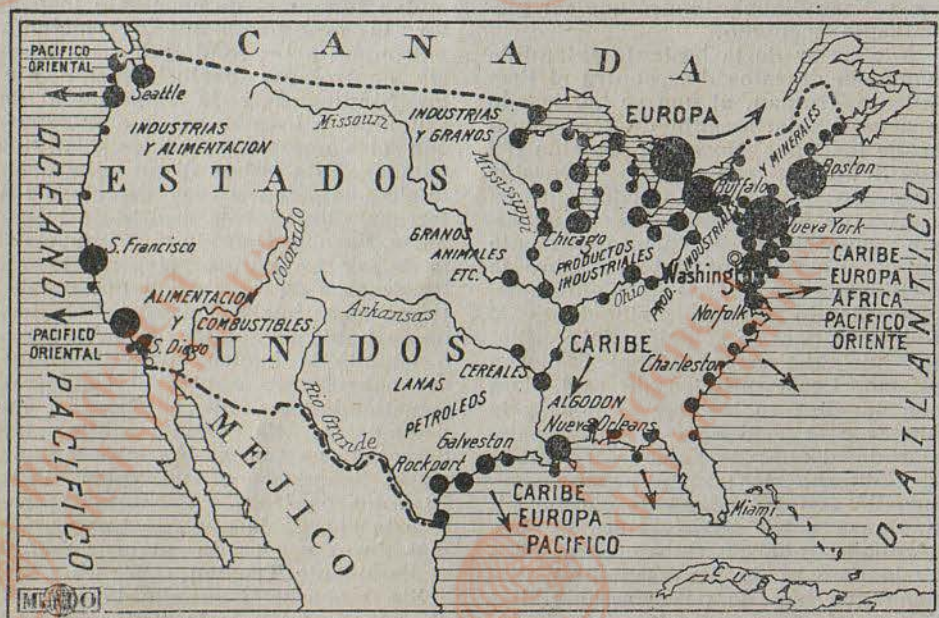 CANADA
PACIFICO
ORIENTAL
Seattle
INDUSTRIAS
Y ALIMENTACION
Missouri
INDUSTRIAS
Y GRANOS
EUROPA
Y MINERALES
Mississippi
ESTADOS
Buffalo
Boston
OCEANO PACIFICO
S. Francisco
Colorado
GRANOS
ANIMALES
ETC.
Chicago
PRODUCTOS
INDUSTRIALES
Ohio
PROD. INDUSTRIALES
Washington
Nueva York
CARIBE
EUROPA
ÁFRICA
PACIFICO
ORIENTE
O. ATLANTICO
PACIFICO
ORIENTAL
ALIMENTACION
Y COMBUSTIBLES
S. Diego
Arkansas
UNIDOS
CEREALES
CARIBE
Norfolk
Charleston
LANAS
PETROLEOS
Rio Grande
ALGODON
Nueva Orleans
Galveston
Rockport
MEJICO
CARIBE
EUROPA
PACIFICO
Miami
CUBA